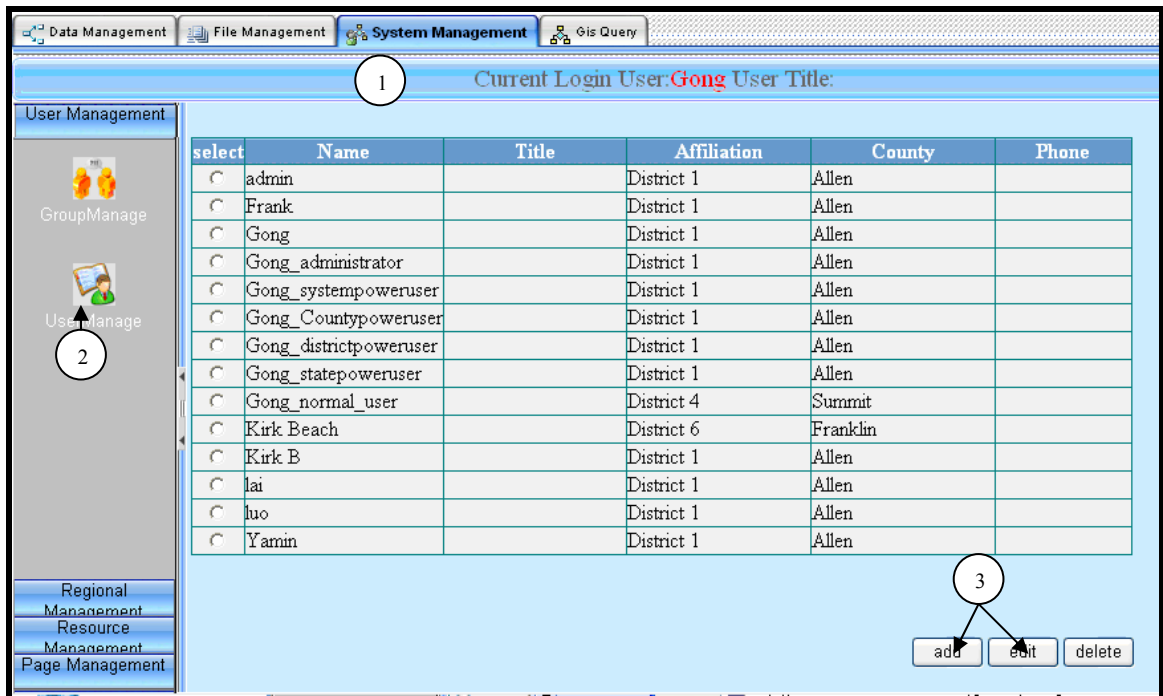 Data Management File Management System Management Gis Query
1 Current Login User:Gong User Title:
User Management
select Name Title Affiliation County Phone
admin District 1 Allen
Frank District 1 Allen
GroupManage
Gong District 1 Allen
Gong_administrator District 1 Allen
Gong_systempoweruser District 1 Allen
UserManage
Gong_Countypoweruser District 1 Allen
2
Gong_districtpoweruser District 1 Allen
Gong_statepoweruser District 1 Allen
Gong_normal_user District 4 Summit
Kirk Beach District 6 Franklin
Kirk B District 1 Allen
lai District 1 Allen
luo District 1 Allen
Yamin District 1 Allen
3
Regional
Management
Resource
Management
Page Management
add edit delete